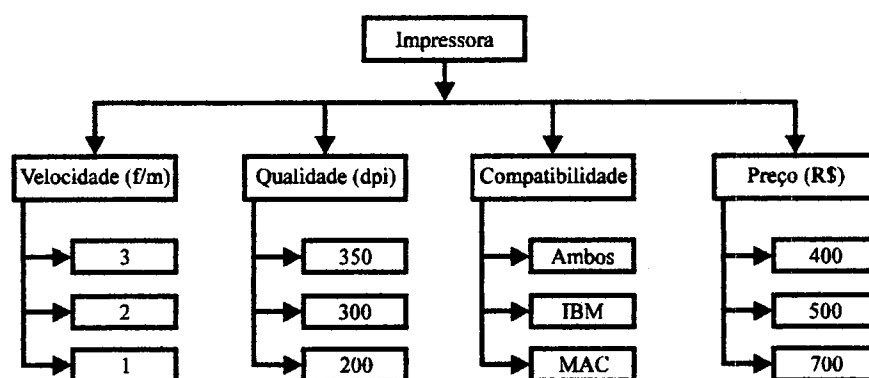 Impressora
Velocidade (f/m) Qualidade (dpi) Compatibilidade Preço (R$)
3 350 Ambos 400
2 300 IBM 500
1 200 MAC 700